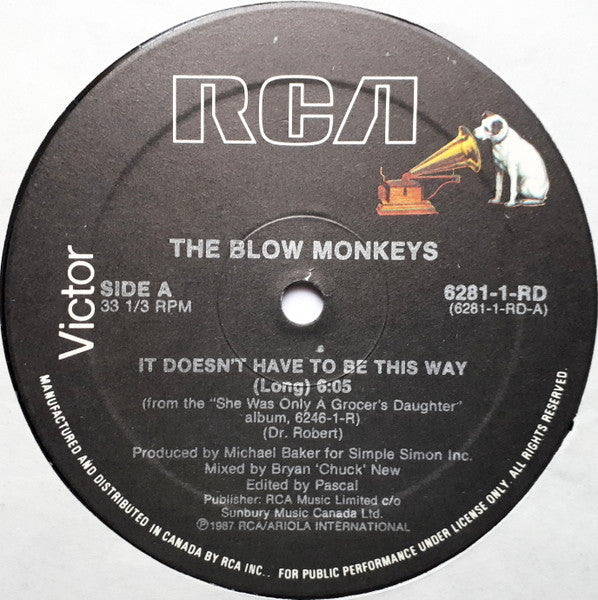 RCA
Victor
THE BLOW MONKEYS
SIDE A
33 1/3 RPM
6281-1-RD
(6281-1-RD-A)
IT DOESN'T HAVE TO BE THIS WAY
(Long) 6:05
(from the "She Was Only A Grocer's Daughter"
album, 6246-1-R)
(Dr. Robert)
Produced by Michael Baker for Simple Simon Inc.
Mixed by Bryan 'Chuck' New
Edited by Pascal
Publisher: RCA Music Limited c/o
Sunbury Music Canada Ltd.
℗1987 RCA/ARIOLA INTERNATIONAL
MANUFACTURED AND DISTRIBUTED IN CANADA BY RCA INC.. FOR PUBLIC PERFORMANCE UNDER LICENSE ONLY. ALL RIGHTS RESERVED.